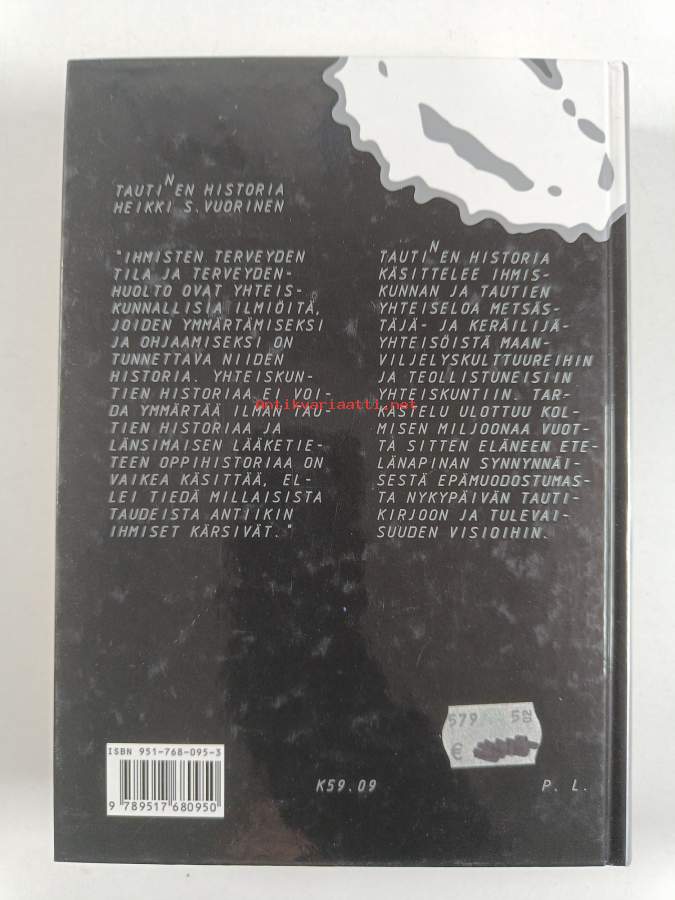 TAUTINEN HISTORIA
HEIKKI S.VUORINEN
"IHMISTEN TERVEYDEN
TILA JA TERVEYDEN-
HUOLTO OVAT YHTEIS-
KUNNALLISIA ILMIÖITÄ,
JOIDEN YMMÄRTÄMISEKSI
JA OHJAAMISEKSI ON
TUNNETTAVA NIIDEN
HISTORIA. YHTEISKUN-
TIEN HISTORIAA EI VOI-
DA YMMÄRTÄÄ ILMAN TAU-
TIEN HISTORIAA JA
LÄNSIMAISEN LÄÄKETIE-
TEEN OPPIHISTORIAA ON
VAIKEA KÄSITTÄÄ, EL-
LEI TIEDÄ MILLAISISTA
TAUDEISTA ANTIIKIN
IHMISET KÄRSIVÄT."
TAUTINEN HISTORIA
KÄSITTELEE IHMIS-
KUNNAN JA TAUTIEN
YHTEISELOA METSÄS-
TÄJÄ- JA KERÄILIJÄ-
YHTEISÖISTÄ MAAN-
VILJELYSKULTTUUREIHIN
JA TEOLLISTUNEISIIN
YHTEISKUNTIIN. TAR-
KASTELU ULOTTUU KOL-
MISEN MILJOONAA VUOT-
TA SITTEN ELÄNEEN ETE-
LÄNAPINAN SYNNYNNÄI-
SESTÄ EPÄMUODOSTUMAS-
TA NYKYPÄIVÄN TAUTI-
KIRJOON JA TULEVAI-
SUUDEN VISIOIHIN.
Antikvariaatti.net
579 502
€
ISBN 951-768-095-3
9 789517 680950
K59.09
P. L.